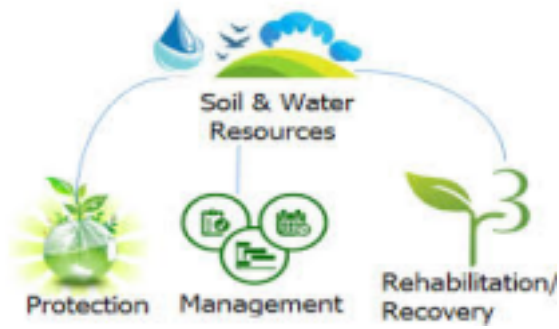 Soil & Water
Resources
Protection
Management
Rehabilitation/
Recovery